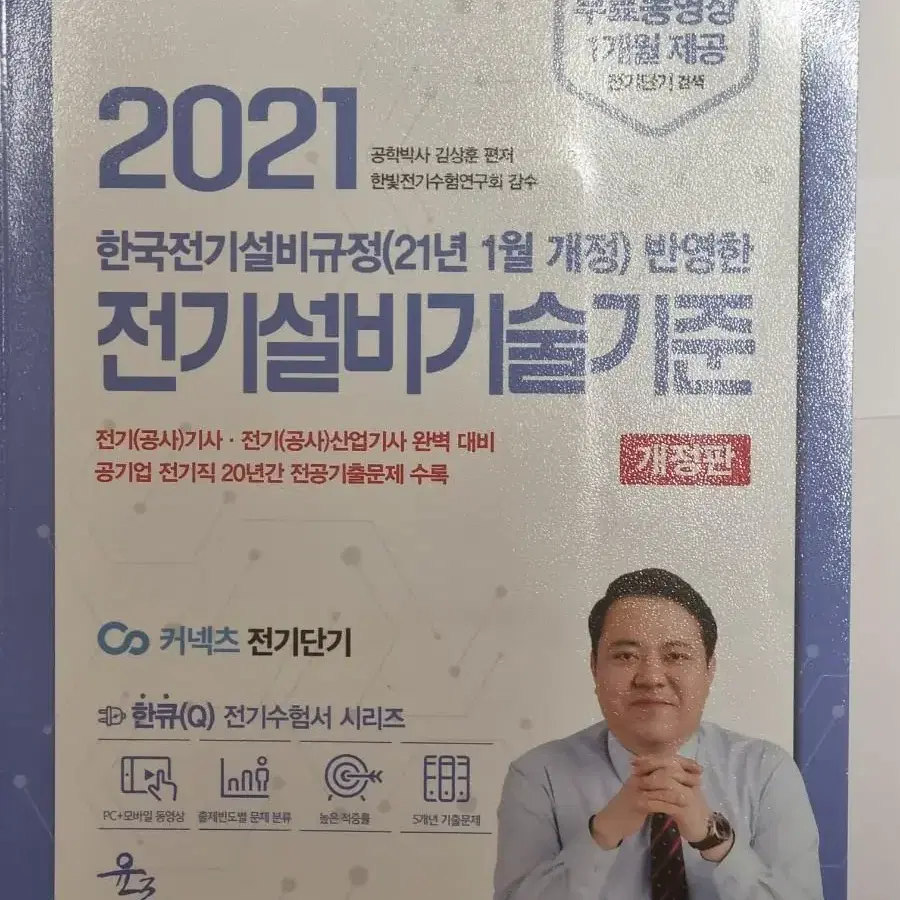 무료동영상
1개월 제공
전기단기 검색
2021
공학박사 김상훈 편저
한빛전기수험연구회 감수
한국전기설비규정(21년 1월 개정) 반영한
전기설비기술기준
전기(공사)기사 · 전기(공사)산업기사 완벽 대비
공기업 전기직 20년간 전공기출문제 수록
개정판
커넥츠 전기단기
한큐(Q) 전기수험서 시리즈
PC+모바일 동영상
출제빈도별 문제 분류
높은 적중률
5개년 기출문제